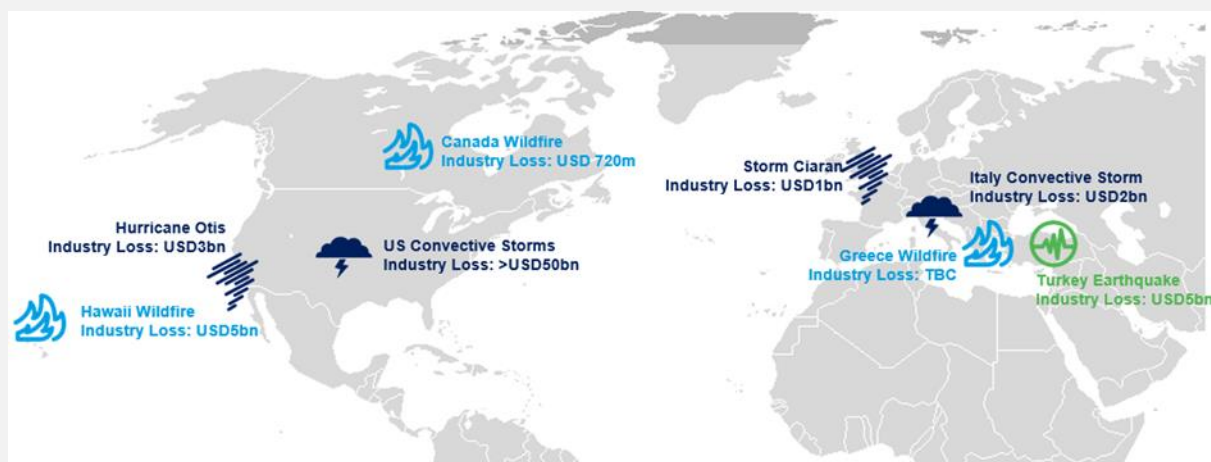 Canada Wildfire
Industry Loss: USD 720m
Storm Ciaran
Industry Loss: USD1bn
Italy Convective Storm
Industry Loss: USD2bn
Hurricane Otis
Industry Loss: USD3bn
US Convective Storms
Industry Loss: >USD50bn
Greece Wildfire
Industry Loss: TBC
Turkey Earthquake
Industry Loss: USD5bn
Hawaii Wildfire
Industry Loss: USD5bn